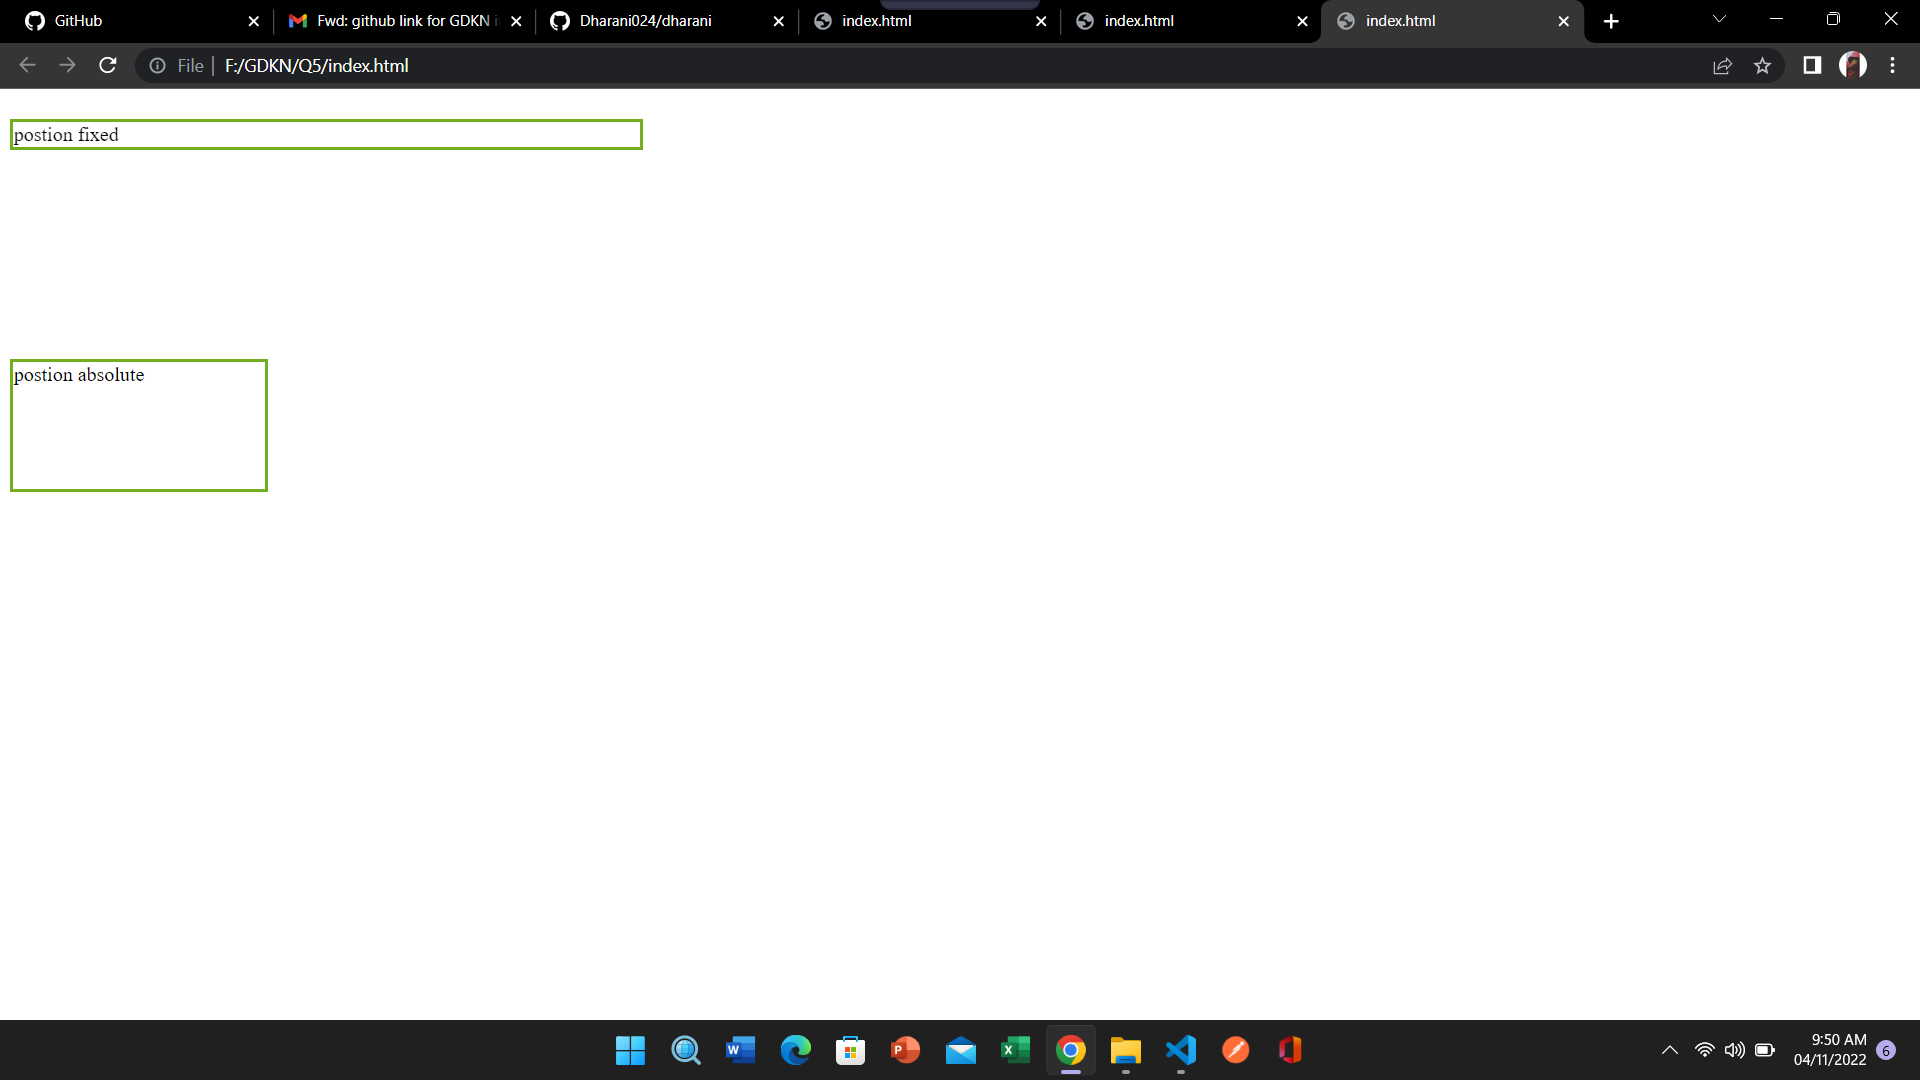 GitHub
Fwd: github link for GDKN
Dharani024/dharani
index.html
index.html
index.html
File F:/GDKN/Q5/index.html
postion fixed
postion absolute
9:50 AM
04/11/2022
6